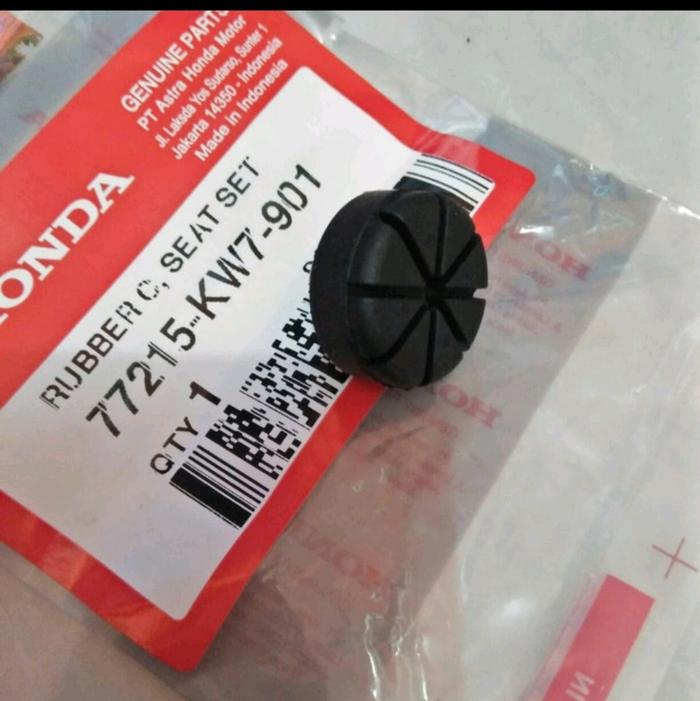 GENUINE PARTS
PT Astra Honda Motor
Jl. Laksda Yos Sudarso, Sunter 1
Jakarta 14350 - Indonesia
Made in Indonesia
HONDA
RUBBER C, SEAT SET
77215-KW7-901
QTY 1
HONDA